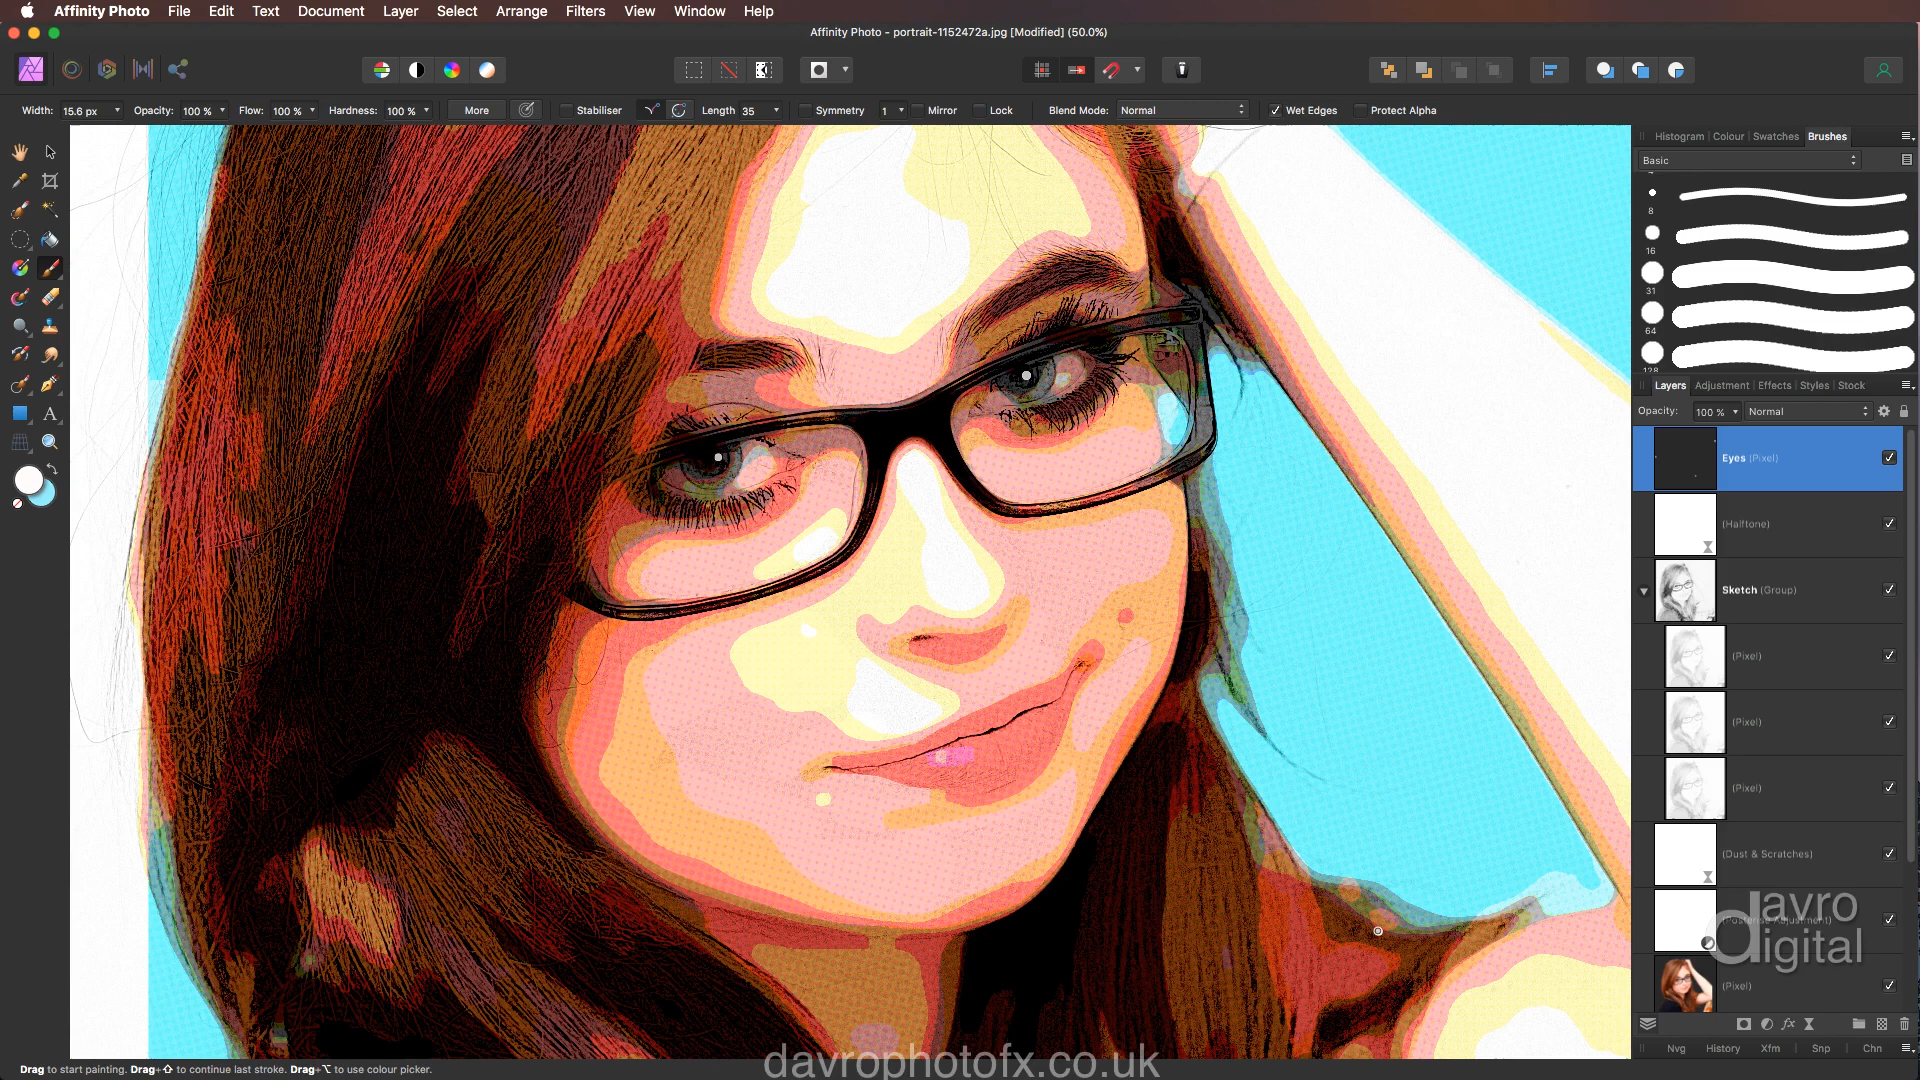 Affinity Photo File Edit Text Document Layer Select Arrange Filters View Window Help
Affinity Photo - portrait-1152472a.jpg [Modified] (50.0%)
Width: 15.6 px Opacity: 100 % Flow: 100 % Hardness: 100 % More Stabiliser Length 35 Symmetry 1 Mirror Lock Blend Mode: Normal Wet Edges Protect Alpha
Histogram Colour Swatches Brushes
Basic
8
16
31
64
128
Layers Adjustment Effects Styles Stock
Opacity: 100 % Normal
Eyes (Pixel)
(Halftone)
Sketch (Group)
(Pixel)
(Pixel)
(Pixel)
(Dust & Scratches)
(Posterise Adjustment)
davro
digital
(Pixel)
Nvg History Xfm Snp Chn
davrophotofx.co.uk
Drag to start painting. Drag+⇧ to continue last stroke. Drag+⌥ to use colour picker.